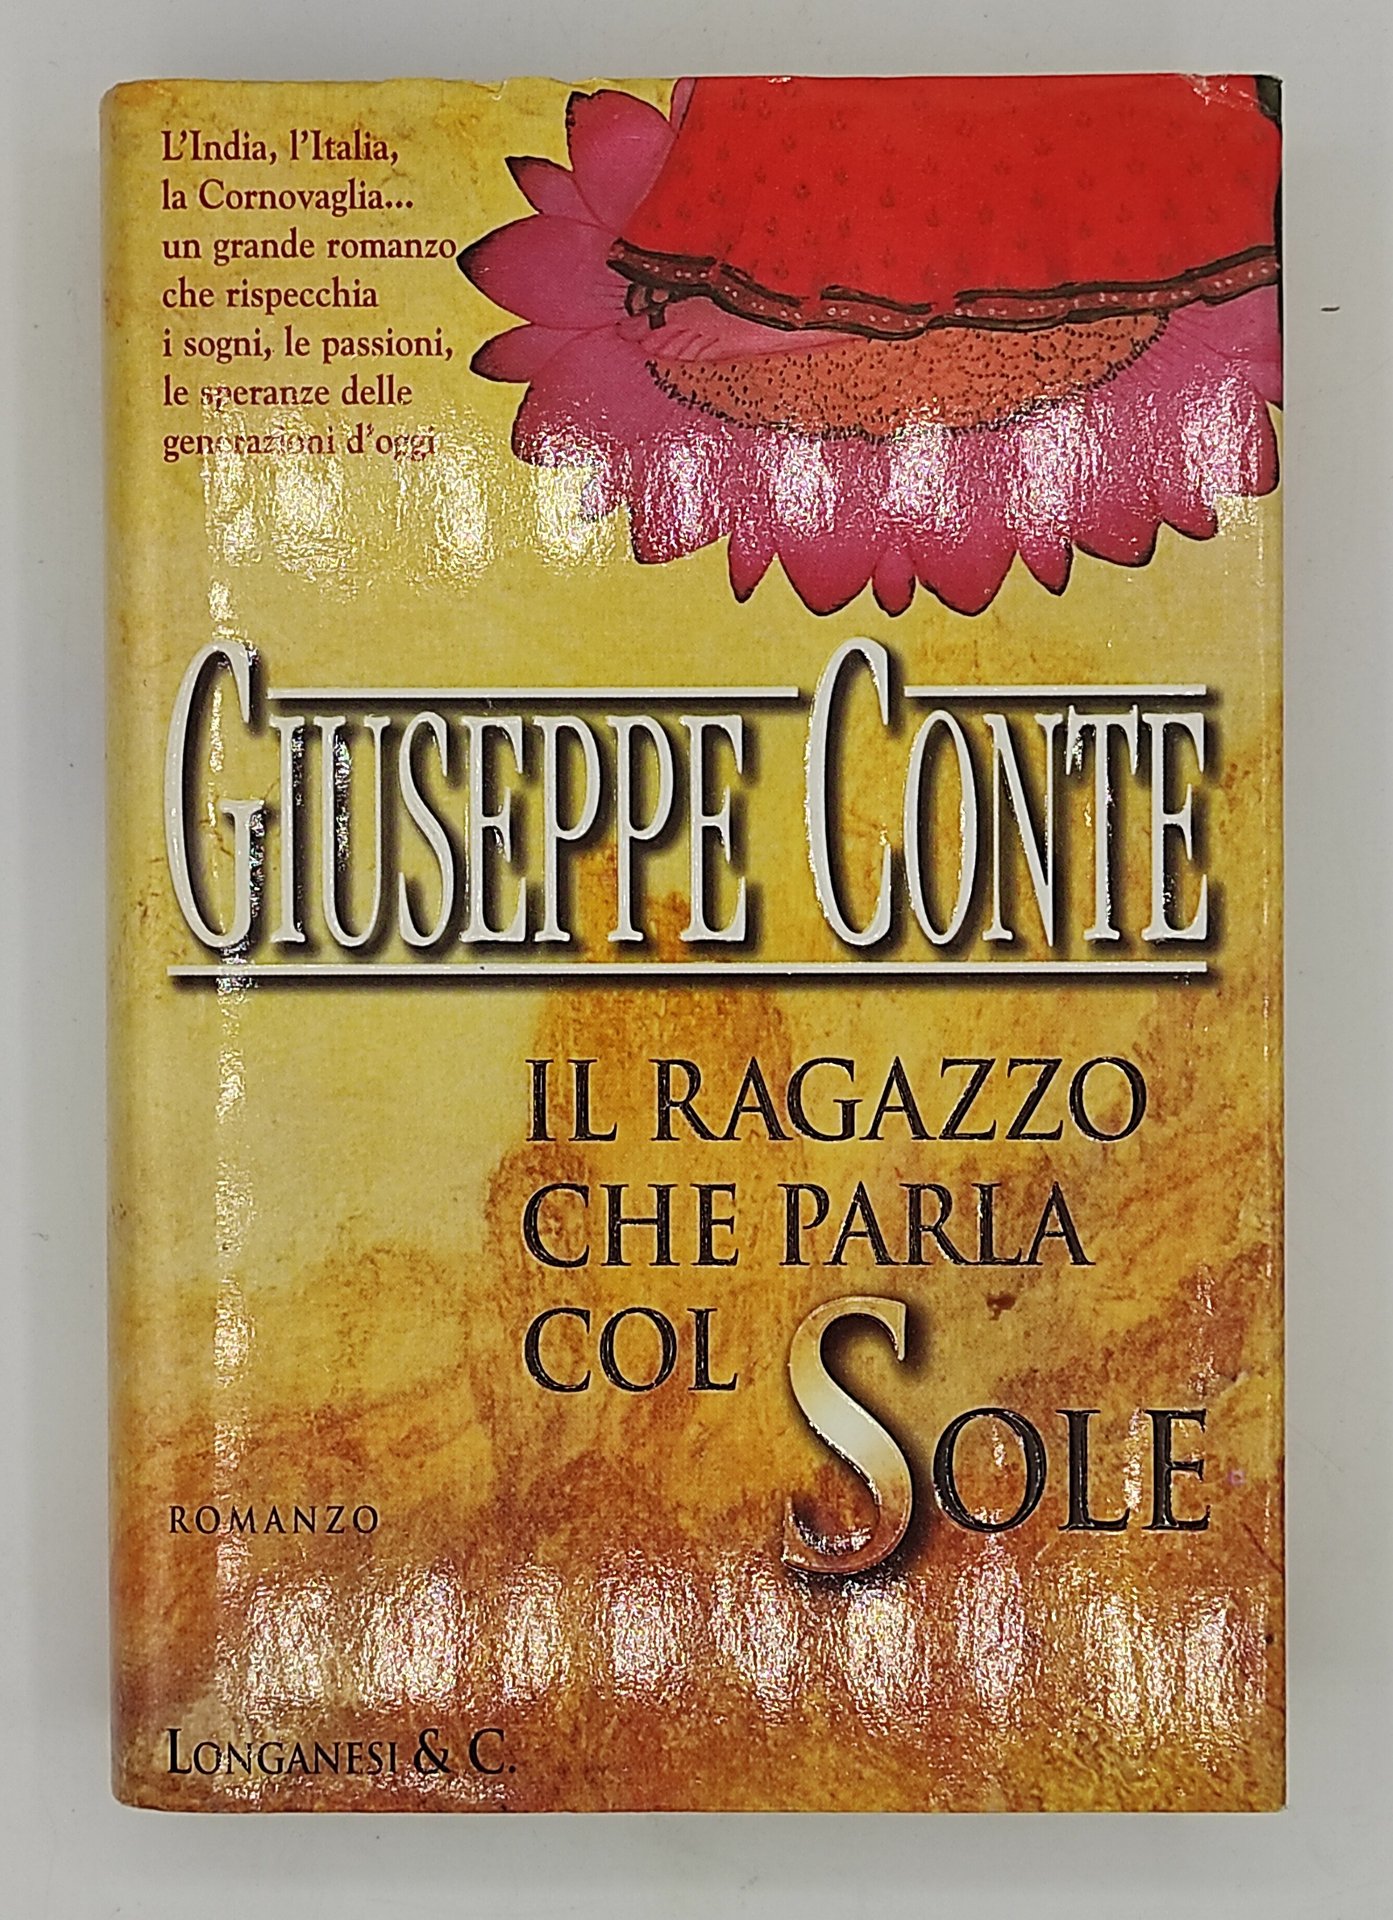 L'India, l'Italia,
la Cornovaglia...
un grande romanzo
che rispecchia
i sogni, le passioni,
le speranze delle
generazioni d'oggi
GIUSEPPE CONTE
IL RAGAZZO
CHE PARLA
COL SOLE
ROMANZO
LONGANESI & C.